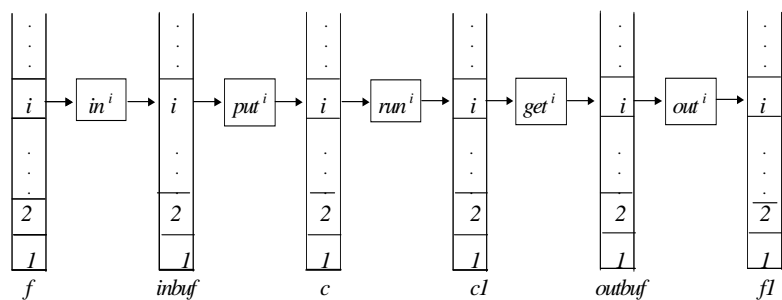 . . . . . .
. . . . . .
. . . . . .
i in i i put i i run i i get i i out i i
. . . . . .
. . . . . .
. . . . . .
2 2 2 2 2 2
1 1 1 1 1 1
f inbuf c c1 outbuf f1